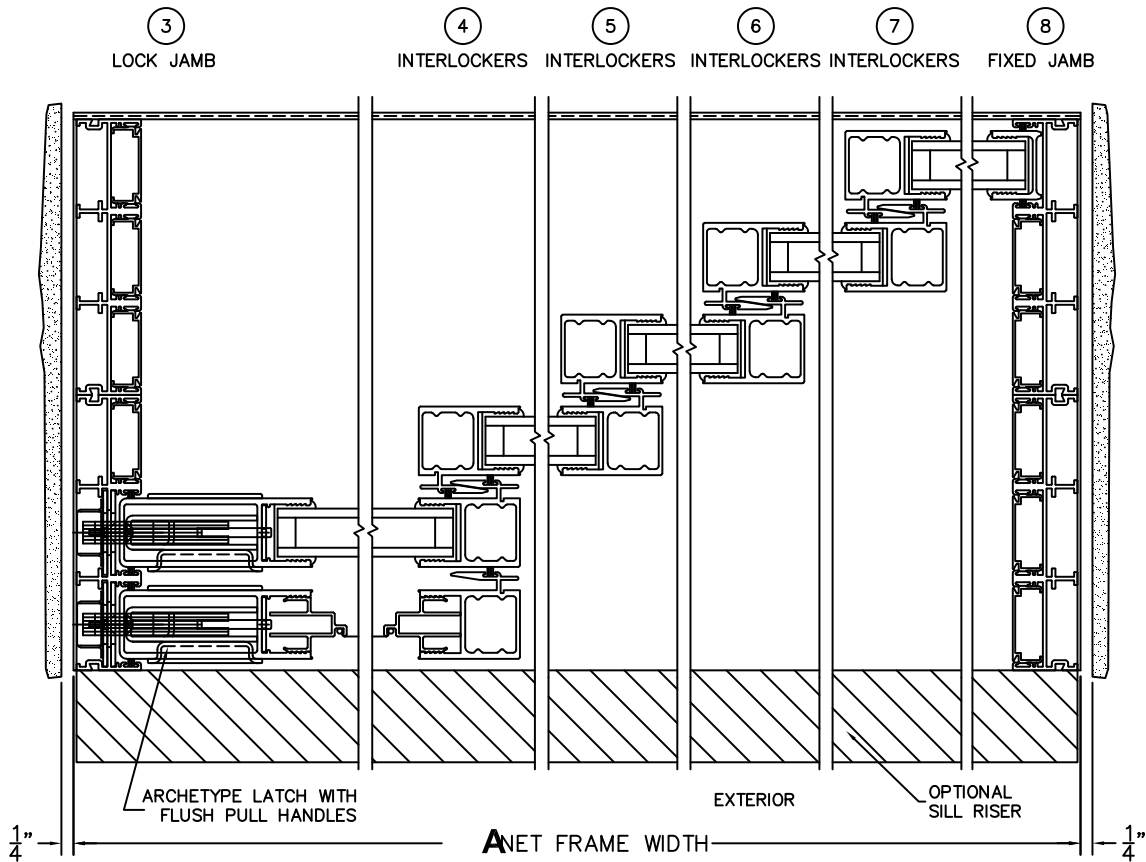 3 4 5 6 7 8
LOCK JAMB INTERLOCKERS INTERLOCKERS INTERLOCKERS INTERLOCKERS FIXED JAMB
ARCHETYPE LATCH WITH
FLUSH PULL HANDLES
EXTERIOR
OPTIONAL
SILL RISER
1/4" A NET FRAME WIDTH 1/4"